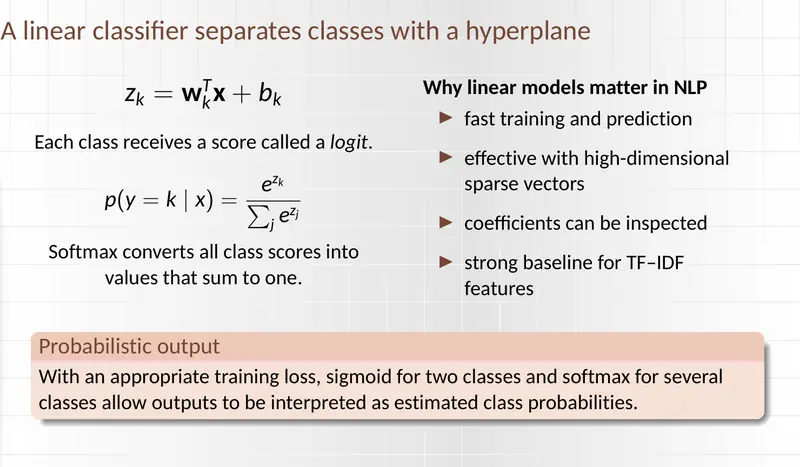 A linear classifier separates classes with a hyperplane
z_k = w_k^T x + b_k
Each class receives a score called a logit.
p(y = k | x) = e^{z_k} / ∑_j e^{z_j}
Softmax converts all class scores into
values that sum to one.
Why linear models matter in NLP
▶ fast training and prediction
▶ effective with high-dimensional
sparse vectors
▶ coefficients can be inspected
▶ strong baseline for TF–IDF
features
Probabilistic output
With an appropriate training loss, sigmoid for two classes and softmax for several
classes allow outputs to be interpreted as estimated class probabilities.